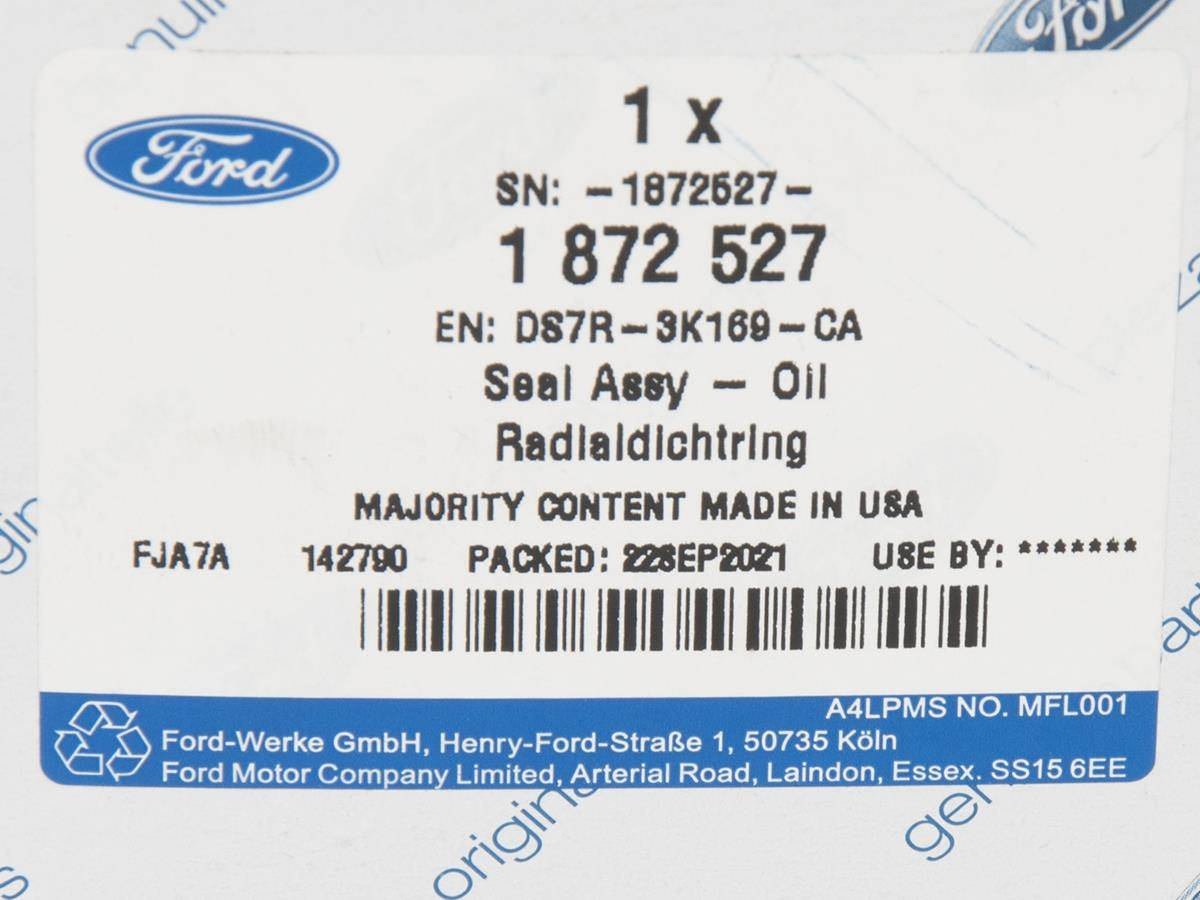 Ford
1 x
SN: -1872527-
1 872 527
EN: DS7R-3K169-CA
Seal Assy - Oil
Radialdichtring
MAJORITY CONTENT MADE IN USA
FJA7A 142790 PACKED: 22SEP2021 USE BY: *******
A4LPMS NO. MFL001
Ford-Werke GmbH, Henry-Ford-Straße 1, 50735 Köln
Ford Motor Company Limited, Arterial Road, Laindon, Essex. SS15 6EE
Ford